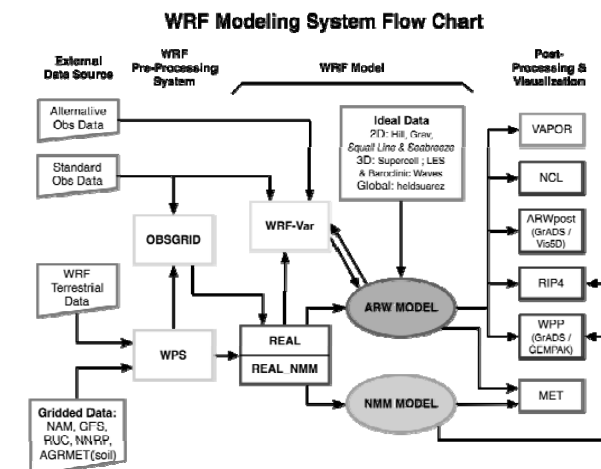 WRF Modeling System Flow Chart
External
Data Source
WRF
Pre-Processing
System
WRF Model
Post-
Processing &
Visualization
Alternative
Obs Data
Standard
Obs Data
WRF
Terrestrial
Data
Gridded Data:
NAM, GFS,
RUC, NNRP,
AGRMET(soil)
OBSGRID
WPS
WRF-Var
REAL
REAL_NMM
Ideal Data
2D: Hill, Grav,
Squall Line & Seabreeze
3D: Supercell ; LES
& Baroclinic Waves
Global: heldsuarez
ARW MODEL
NMM MODEL
VAPOR
NCL
ARWpost
(GrADS /
Vis5D)
RIP4
WPP
(GrADS /
GEMPAK)
MET